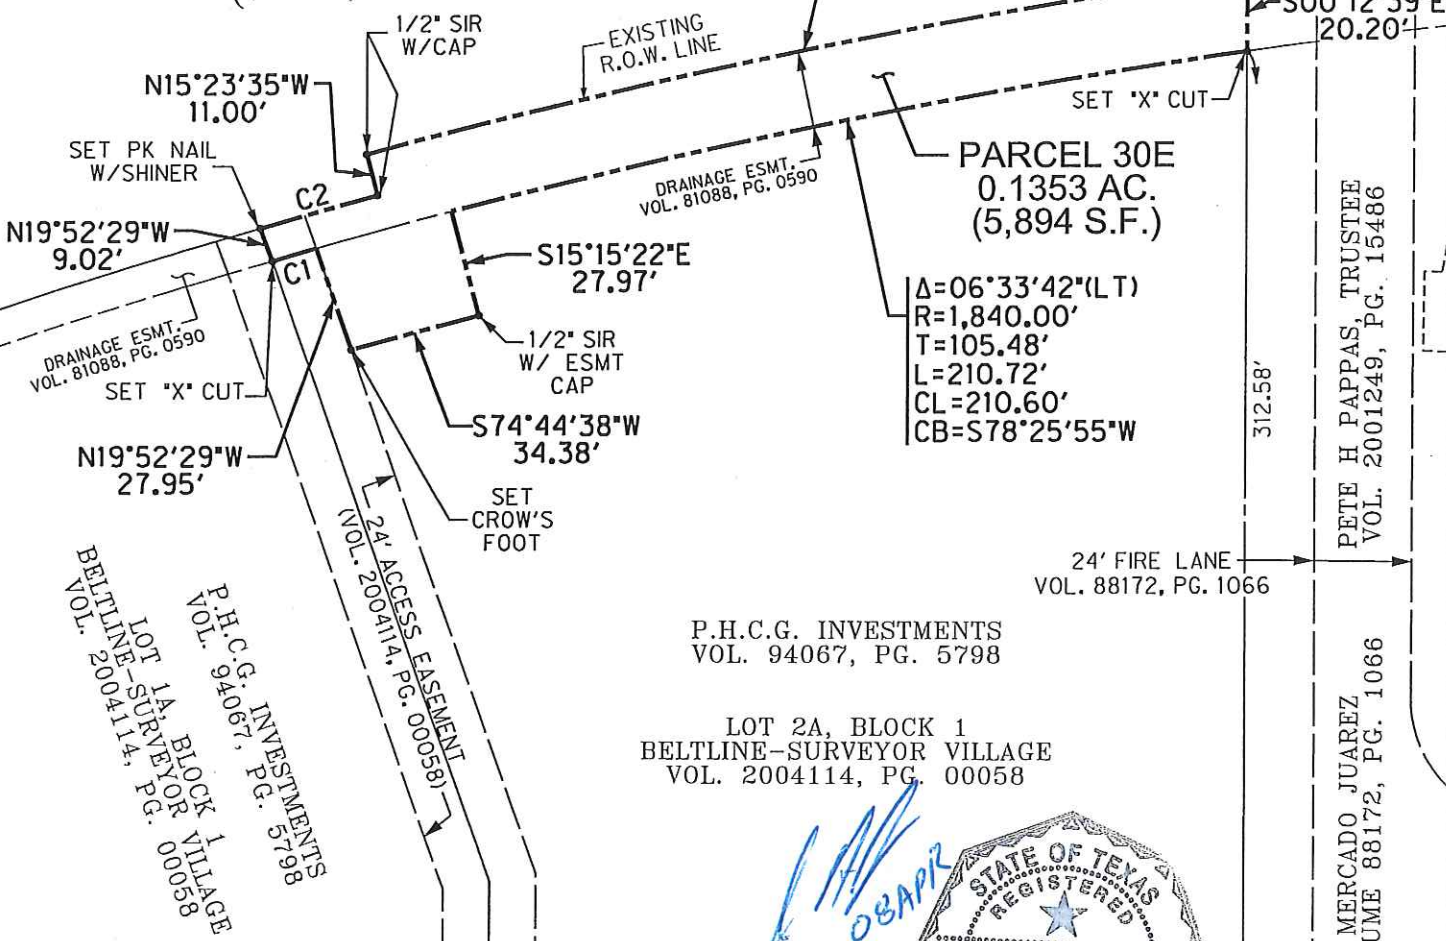 S00°12'39"E
20.20'
1/2" SIR
W/CAP
EXISTING
R.O.W. LINE
N15°23'35"W
11.00'
SET "X" CUT
SET PK NAIL
W/SHINER
PARCEL 30E
0.1353 AC.
(5,894 S.F.)
DRAINAGE ESMT.
VOL. 81088, PG. 0590
C2
N19°52'29"W
9.02'
C1
S15°15'22"E
27.97'
Δ=06°33'42"(LT)
R=1,840.00'
T=105.48'
L=210.72'
CL=210.60'
CB=S78°25'55"W
DRAINAGE ESMT.
VOL. 81088, PG. 0590
SET "X" CUT
1/2" SIR
W/ ESMT
CAP
S74°44'38"W
34.38'
N19°52'29"W
27.95'
SET
CROW'S
FOOT
312.58'
PETE H PAPPAS, TRUSTEE
VOL. 2001249, PG. 15486
24' ACCESS EASEMENT
(VOL. 2004114, PG. 00058)
24' FIRE LANE
VOL. 88172, PG. 1066
P.H.C.G. INVESTMENTS
VOL. 94067, PG. 5798
LOT 1A, BLOCK 1
BELTLINE-SURVEYOR VILLAGE
VOL. 2004114, PG. 00058
P.H.C.G. INVESTMENTS
VOL. 94067, PG. 5798
LOT 2A, BLOCK 1
BELTLINE-SURVEYOR VILLAGE
VOL. 2004114, PG. 00058
MERCADO JUAREZ
UME 88172, PG. 1066
08APR
STATE OF TEXAS
REGISTERED